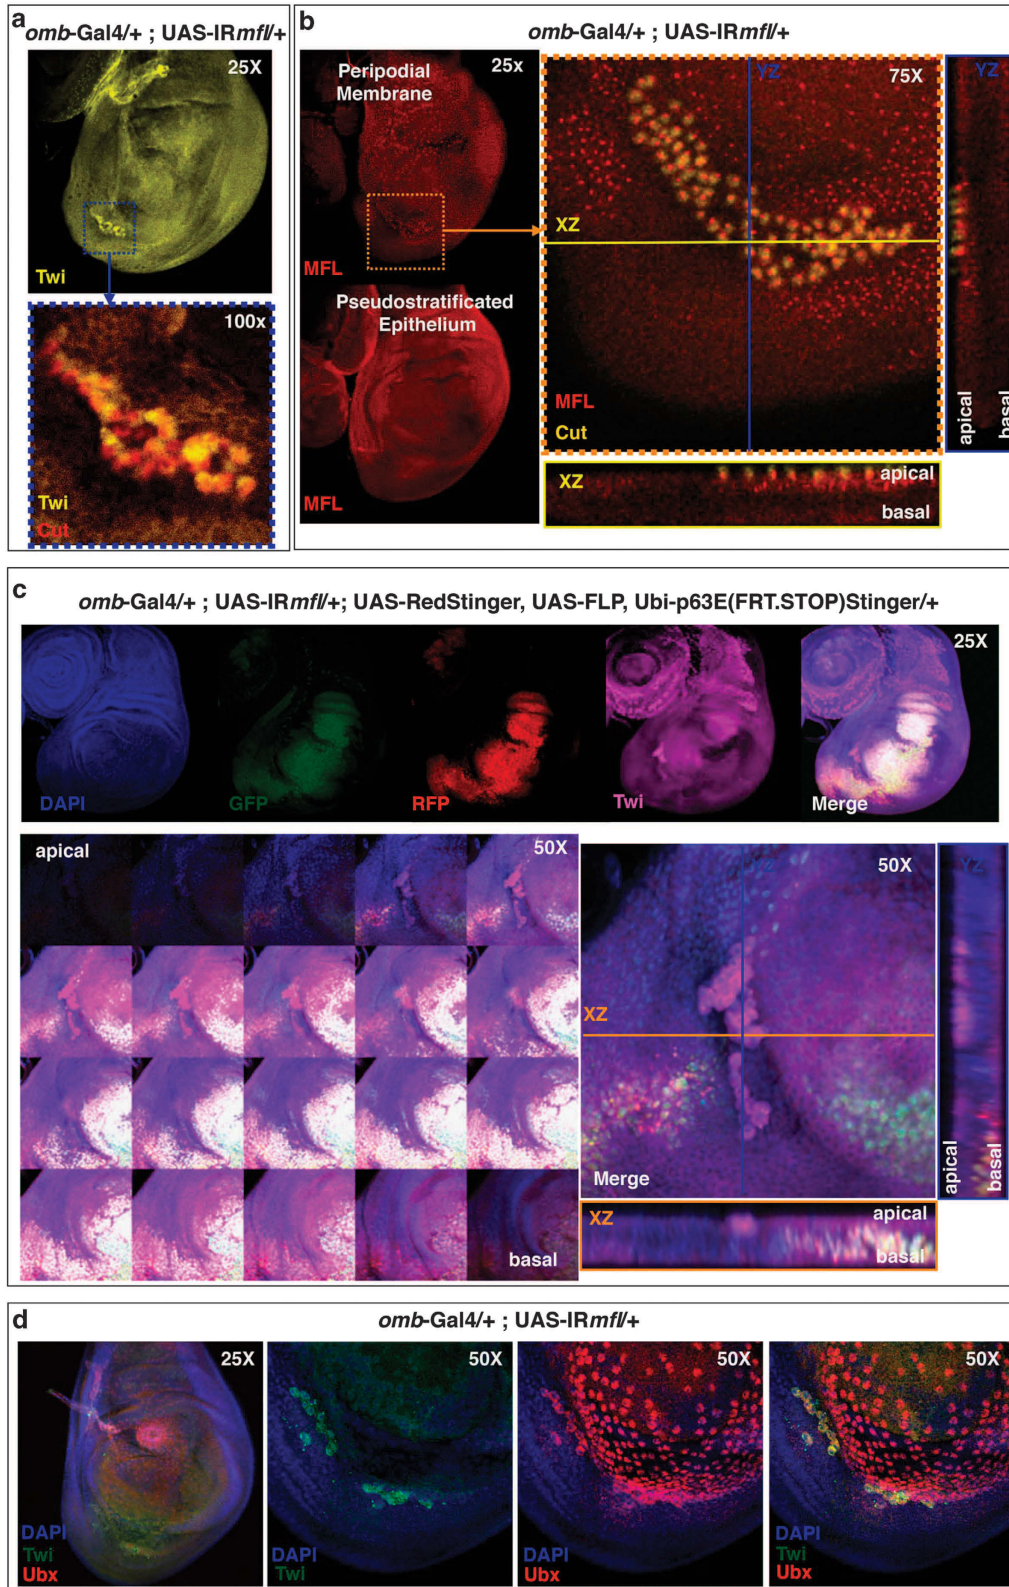 a
omb-Gal4/+ ; UAS-IRmfl/+
25X
Twi
100x
Twi
Cut
b
omb-Gal4/+ ; UAS-IRmfl/+
Peripodial
Membrane
25x
MFL
Pseudostratificated
Epithelium
MFL
YZ
75X
XZ
MFL
Cut
YZ
apical
basal
XZ
apical
basal
c
omb-Gal4/+ ; UAS-IRmfl/+; UAS-RedStinger, UAS-FLP, Ubi-p63E(FRT.STOP)Stinger/+
25X
DAPI
GFP
RFP
Twi
Merge
apical
50X
basal
YZ
50X
XZ
Merge
YZ
apical
basal
XZ
apical
basal
d
omb-Gal4/+ ; UAS-IRmfl/+
25X
DAPI
Twi
Ubx
50X
DAPI
Twi
50X
DAPI
Ubx
50X
DAPI
Twi
Ubx